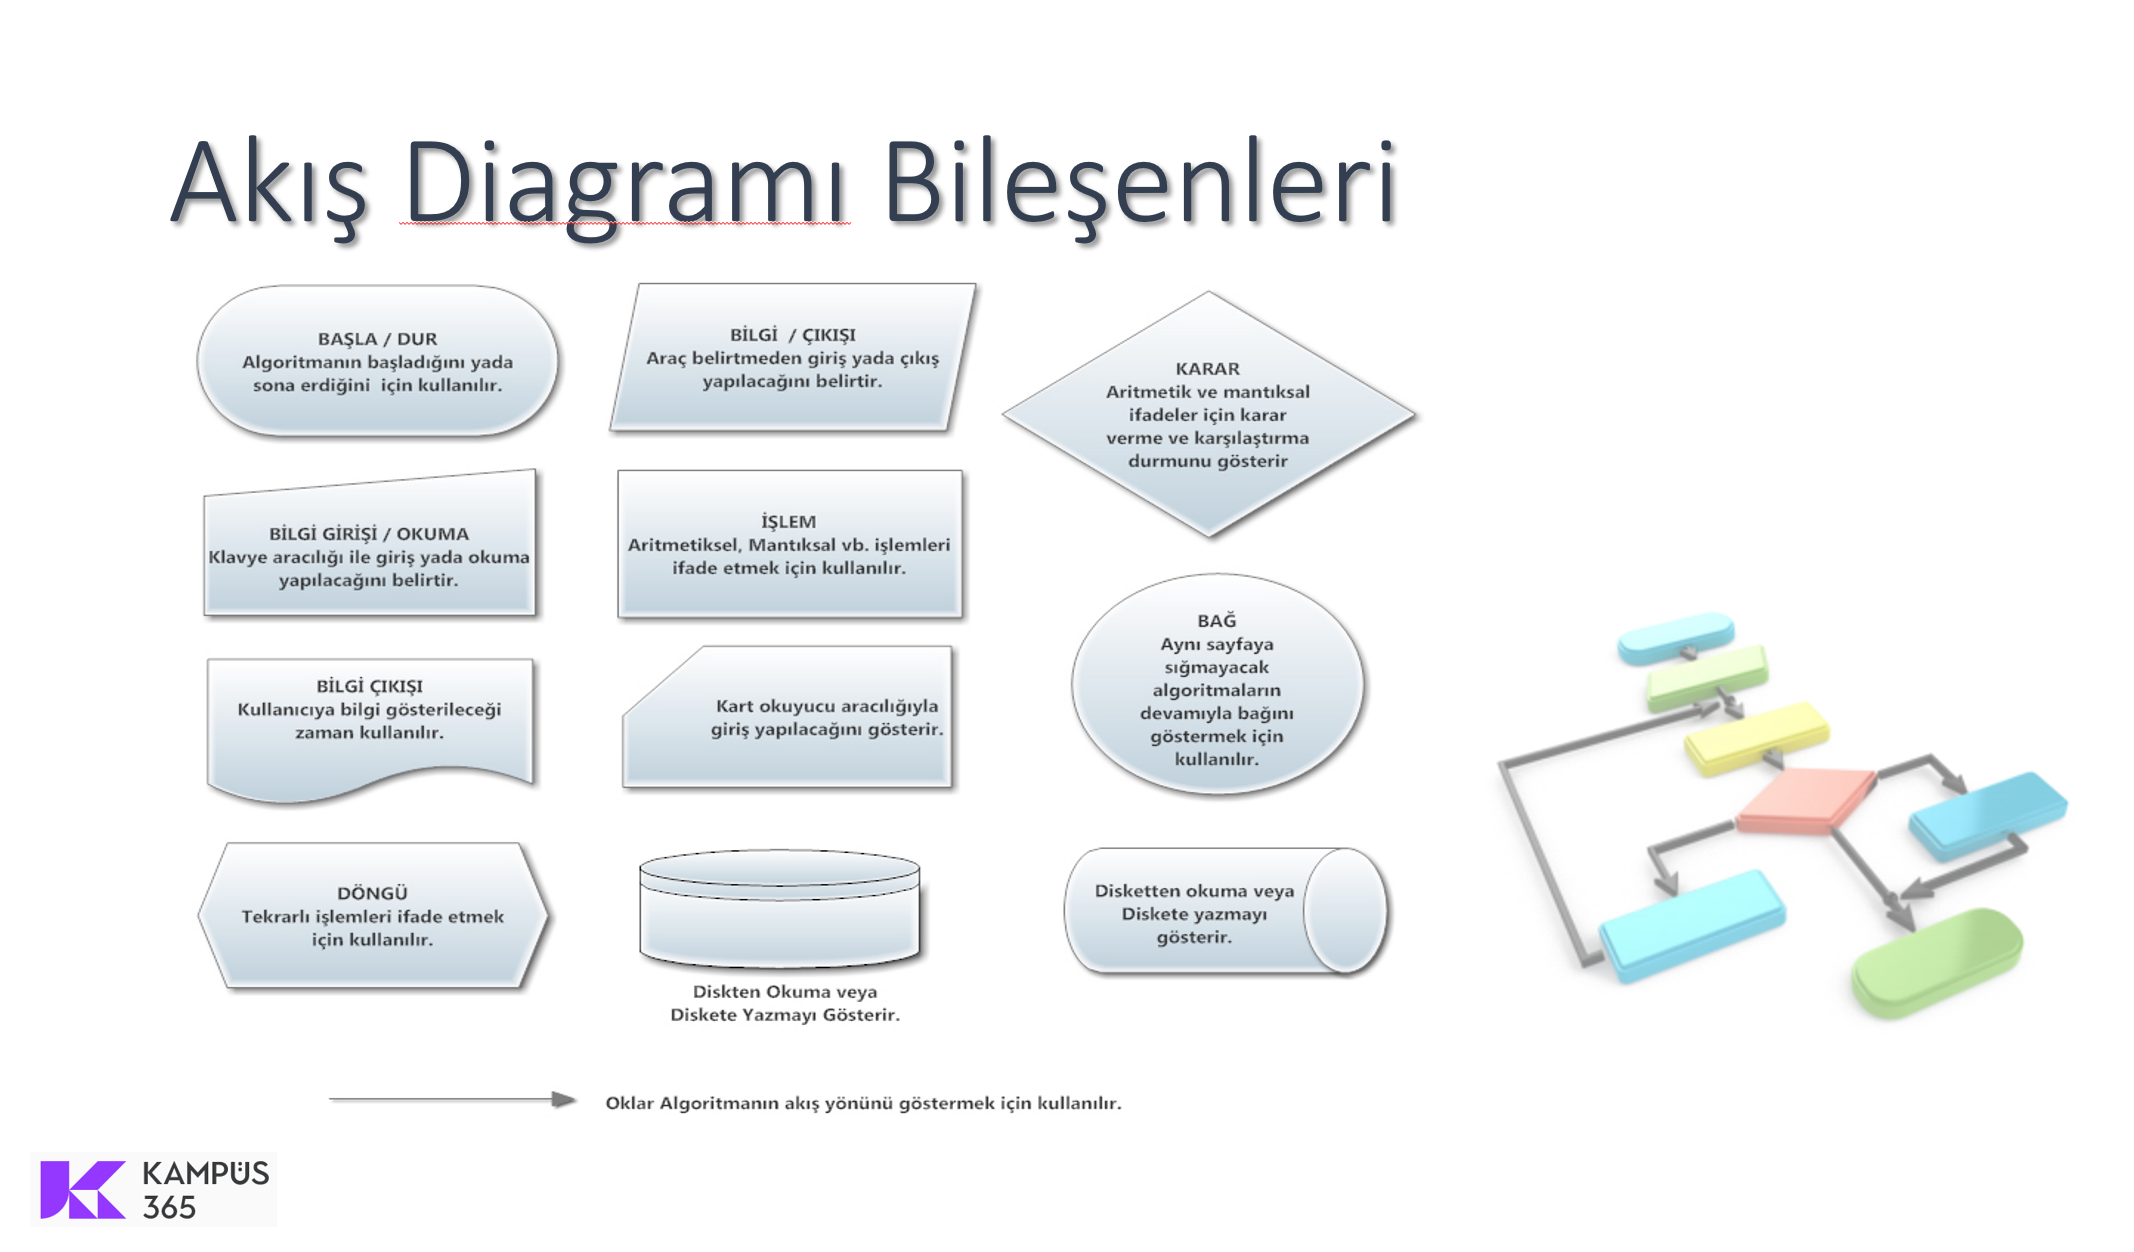 Akış Diagramı Bileşenleri
BAŞLA / DUR
Algoritmanın başladığını yada
sona erdiğini  için kullanılır.
BİLGİ  / ÇIKIŞI
Araç belirtmeden giriş yada çıkış
yapılacağını belirtir.
KARAR
Aritmetik ve mantıksal
ifadeler için karar
verme ve karşılaştırma
durmunu gösterir
BİLGİ GİRİŞİ / OKUMA
Klavye aracılığı ile giriş yada okuma
yapılacağını belirtir.
İŞLEM
Aritmetiksel, Mantıksal vb. işlemleri
ifade etmek için kullanılır.
BAĞ
Aynı sayfaya
sığmayacak
algoritmaların
devamıyla bağını
göstermek için
kullanılır.
BİLGİ ÇIKIŞI
Kullanıcıya bilgi gösterileceği
zaman kullanılır.
Kart okuyucu aracılığıyla
giriş yapılacağını gösterir.
DÖNGÜ
Tekrarlı işlemleri ifade etmek
için kullanılır.
Diskten Okuma veya
Diskete Yazmayı Gösterir.
Disketten okuma veya
Diskete yazmayı
gösterir.
Oklar Algoritmanın akış yönünü göstermek için kullanılır.
KAMPÜS
365